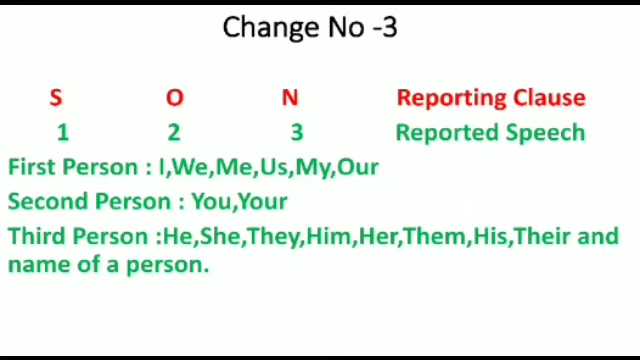 Change No -3
S O N Reporting Clause
1 2 3 Reported Speech
First Person : I,We,Me,Us,My,Our
Second Person : You,Your
Third Person :He,She,They,Him,Her,Them,His,Their and
name of a person.